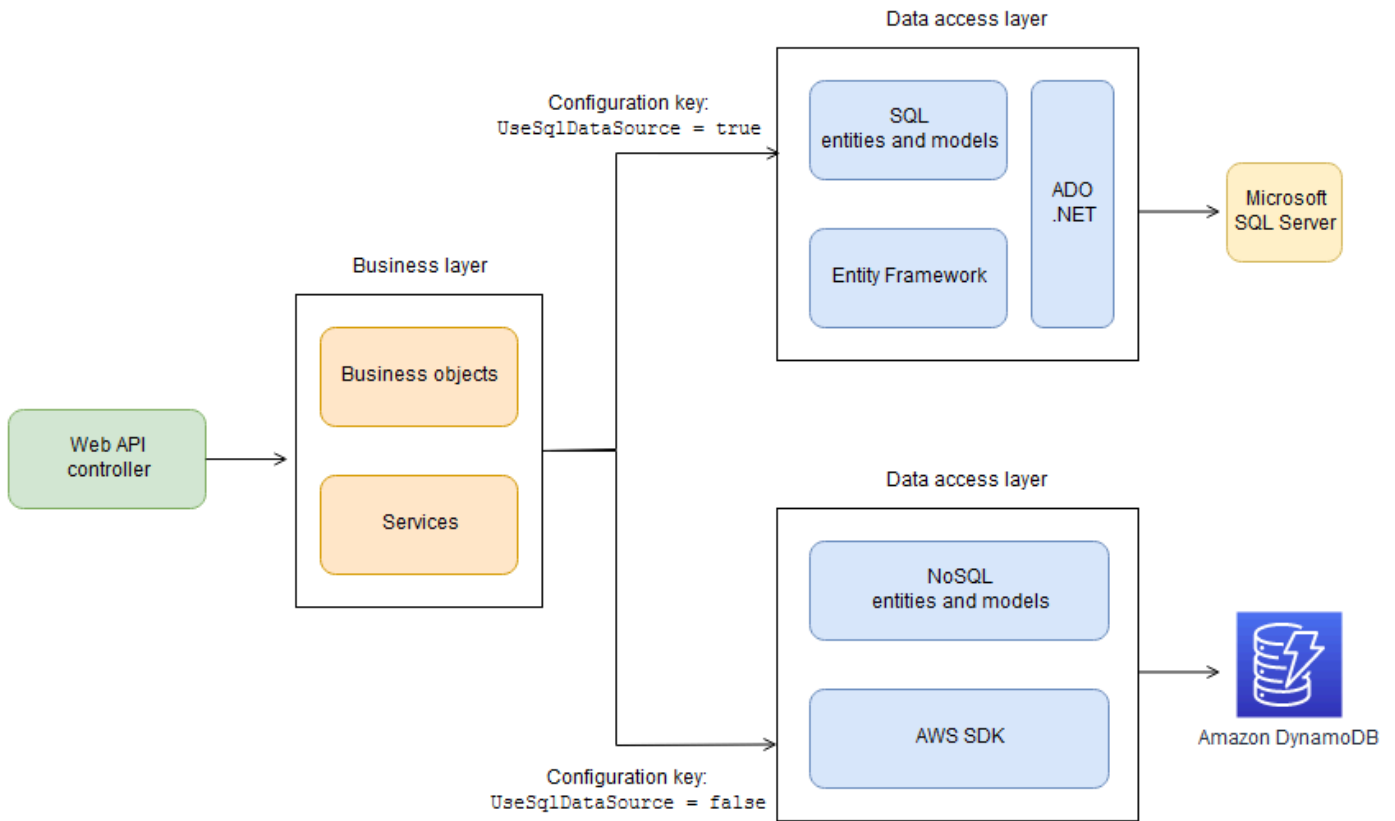 Data access layer
Configuration key:
UseSqlDataSource = true
SQL
entities and models
ADO
.NET
Entity Framework
Microsoft
SQL Server
Business layer
Business objects
Services
Web API
controller
Data access layer
NoSQL
entities and models
AWS SDK
Amazon DynamoDB
Configuration key:
UseSqlDataSource = false